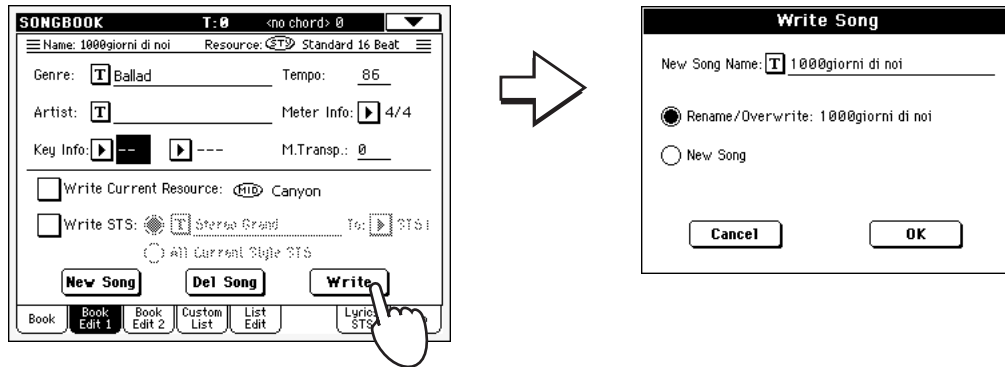 SONGBOOK T:0 <no chord> 0
Name: 1000giorni di noi Resource: STY Standard 16 Beat
Genre: T Ballad Tempo: 86
Artist: T Meter Info: 4/4
Key Info: -- --- M.Transp.: 0
Write Current Resource: MID Canyon
Write STS: T Stereo Grand To: STS1
All Current Style STS
New Song Del Song Write
Book Book Edit 1 Book Edit 2 Custom List List Edit Lyrics STS
Write Song
New Song Name: T 1000giorni di noi
Rename/Overwrite: 1000giorni di noi
New Song
Cancel OK